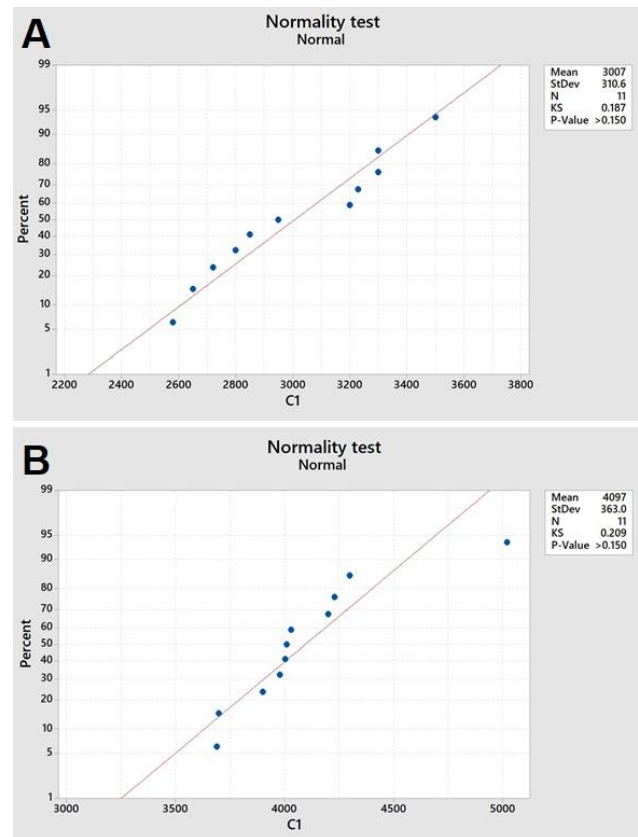 A
Normality test
Normal
Mean 3007
StDev 310.6
N 11
KS 0.187
P-Value >0.150
99
95
90
80
70
60
50
40
30
20
10
5
1
Percent
2200 2400 2600 2800 3000 3200 3400 3600 3800
C1
B
Normality test
Normal
Mean 4097
StDev 363.0
N 11
KS 0.209
P-Value >0.150
99
95
90
80
70
60
50
40
30
20
10
5
1
Percent
3000 3500 4000 4500 5000
C1